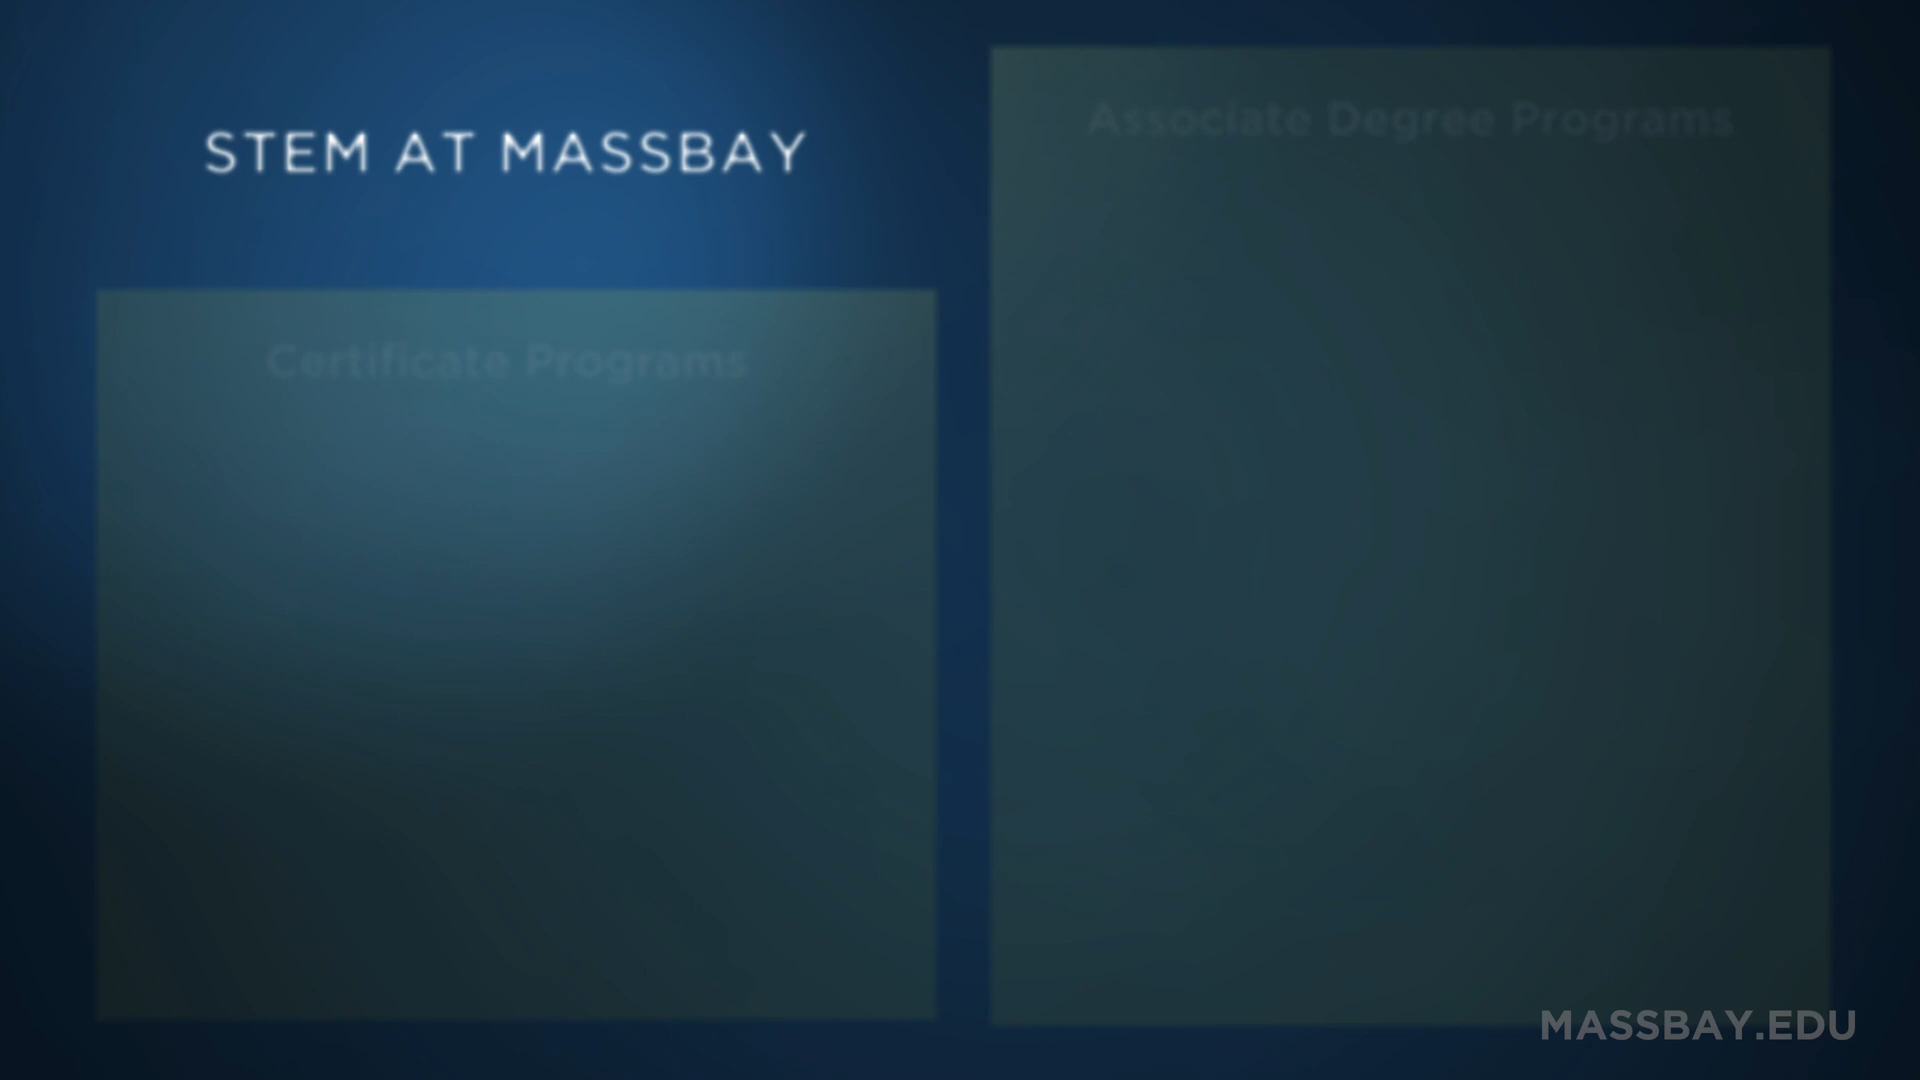 STEM AT MASSBAY
Certificate Programs
Associate Degree Programs
MASSBAY.EDU